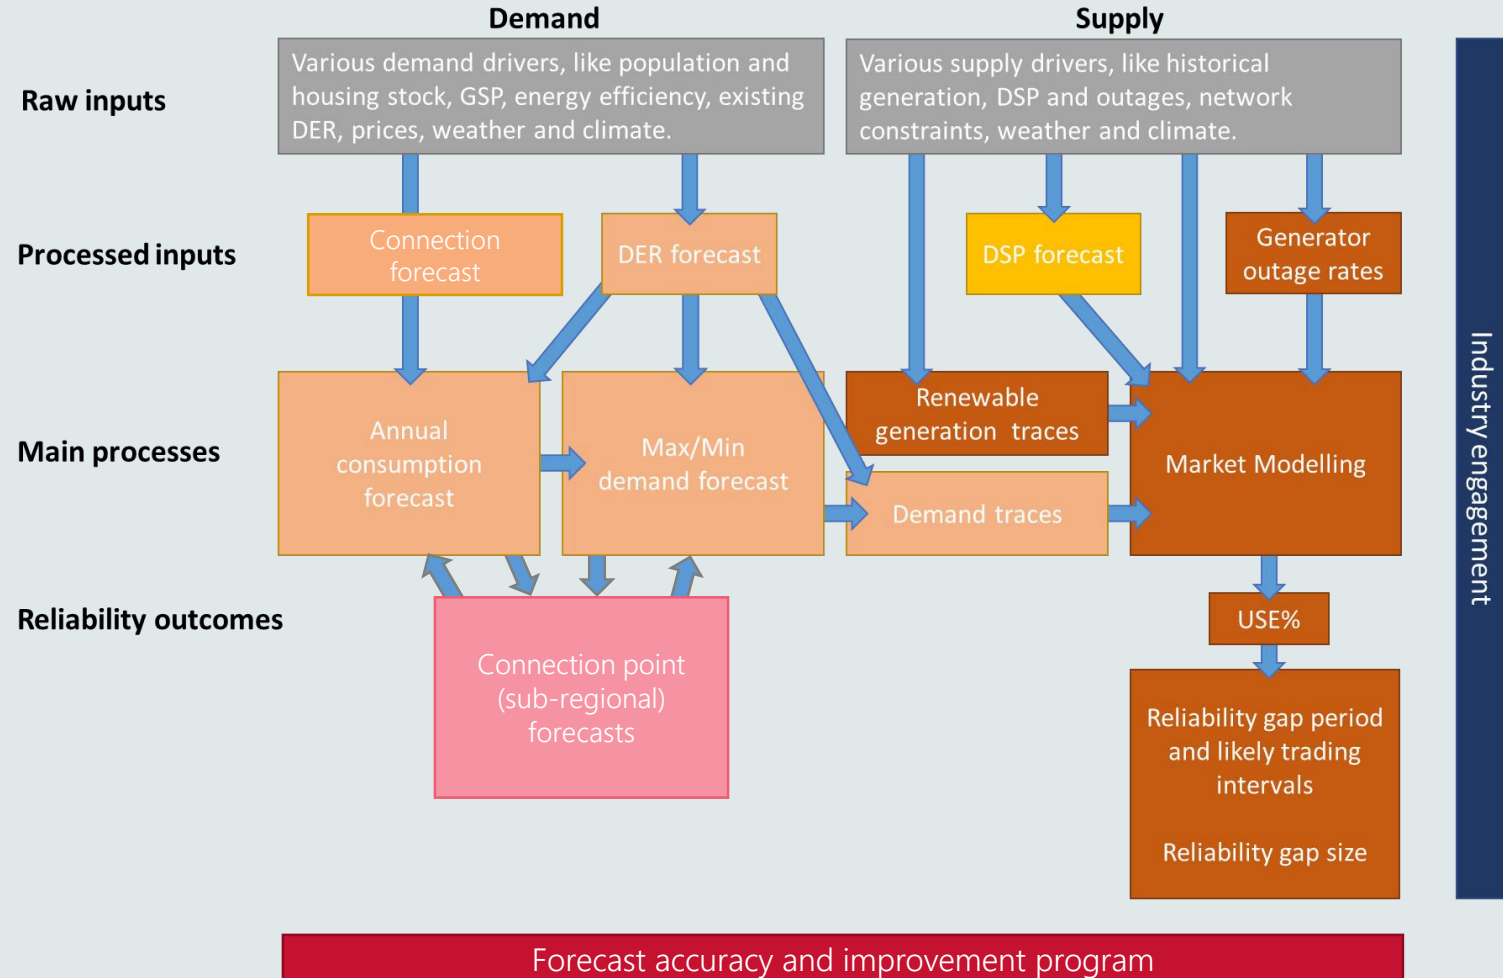 Demand
Supply
Raw inputs
Various demand drivers, like population and
housing stock, GSP, energy efficiency, existing
DER, prices, weather and climate.
Various supply drivers, like historical
generation, DSP and outages, network
constraints, weather and climate.
Processed inputs
Connection
forecast
DER forecast
DSP forecast
Generator
outage rates
Main processes
Annual
consumption
forecast
Max/Min
demand forecast
Renewable
generation traces
Demand traces
Market Modelling
Reliability outcomes
Connection point
(sub-regional)
forecasts
USE%
Reliability gap period
and likely trading
intervals
Reliability gap size
Industry engagement
Forecast accuracy and improvement program